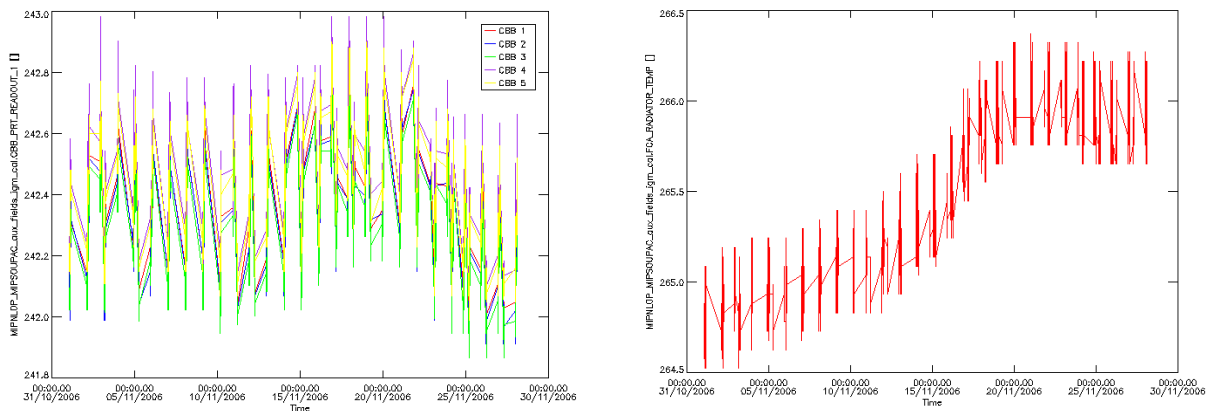 243.0
242.8
242.6
242.4
242.2
242.0
241.8
MIPNLOP_MIPSOUPAC_aux_fields_igm_cal.CBB_PRT_READOUT_1 []
CBB 1
CBB 2
CBB 3
CBB 4
CBB 5
00:00.00 00:00.00 00:00.00 00:00.00 00:00.00 00:00.00 00:00.00
31/10/2006 05/11/2006 10/11/2006 15/11/2006 20/11/2006 25/11/2006 30/11/2006
Time
266.5
266.0
265.5
265.0
264.5
MIPNLOP_MIPSOUPAC_aux_fields_igm_cal.FCA_RADIATOR_TEMP []
00:00.00 00:00.00 00:00.00 00:00.00 00:00.00 00:00.00 00:00.00
31/10/2006 05/11/2006 10/11/2006 15/11/2006 20/11/2006 25/11/2006 30/11/2006
Time